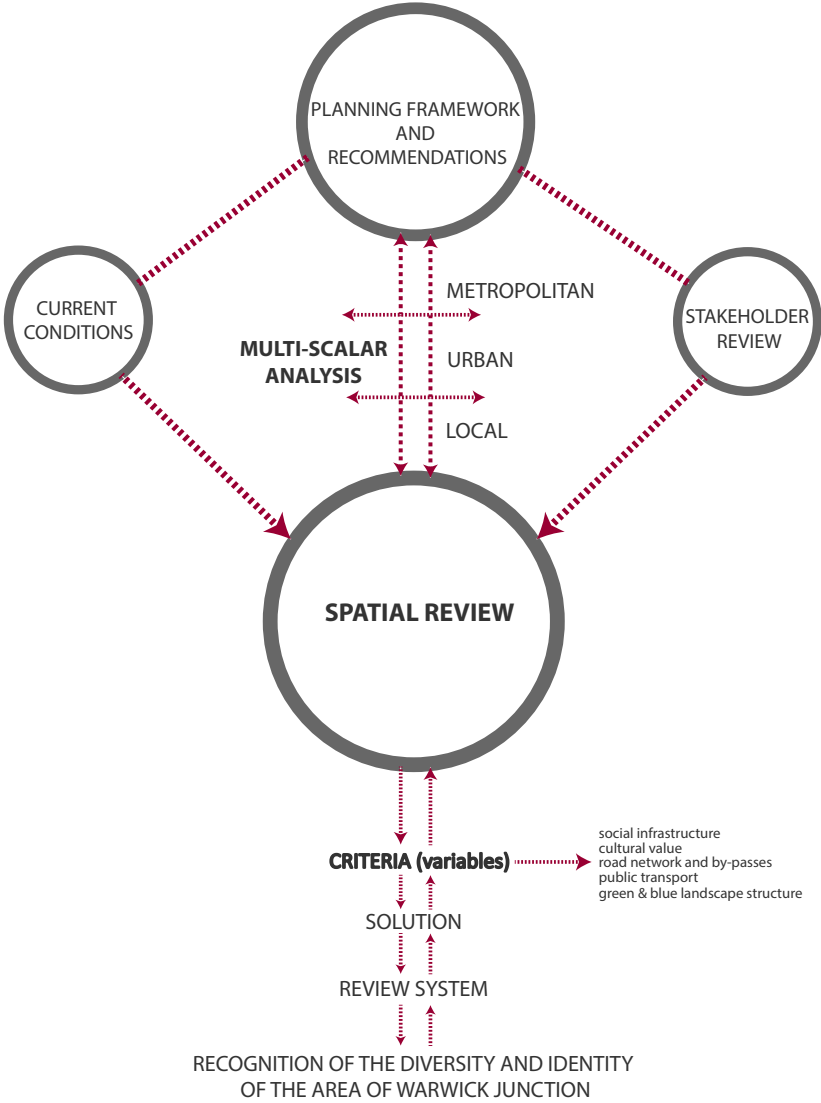 PLANNING FRAMEWORK
AND
RECOMMENDATIONS
CURRENT
CONDITIONS
METROPOLITAN
STAKEHOLDER
REVIEW
MULTI-SCALAR
ANALYSIS
URBAN
LOCAL
SPATIAL REVIEW
CRITERIA (variables)
social infrastructure
cultural value
road network and by-passes
public transport
green & blue landscape structure
SOLUTION
REVIEW SYSTEM
RECOGNITION OF THE DIVERSITY AND IDENTITY
OF THE AREA OF WARWICK JUNCTION